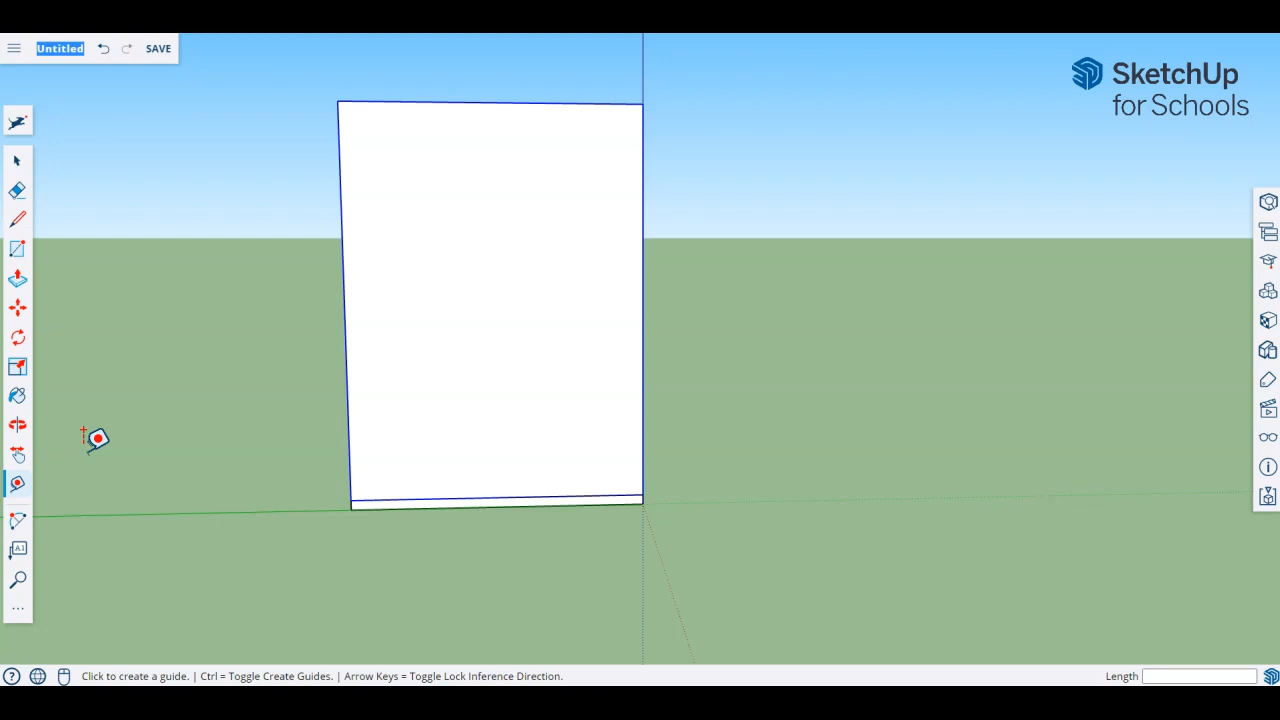 Untitled
SAVE
SketchUp
for Schools
A1
Click to create a guide. | Ctrl = Toggle Create Guides. | Arrow Keys = Toggle Lock Inference Direction.
Length